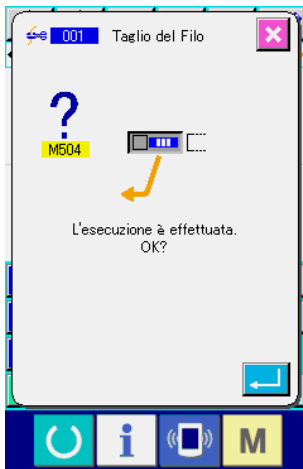 001 Taglio del Filo
?
M504
L'esecuzione è effettuata.
OK?
i M